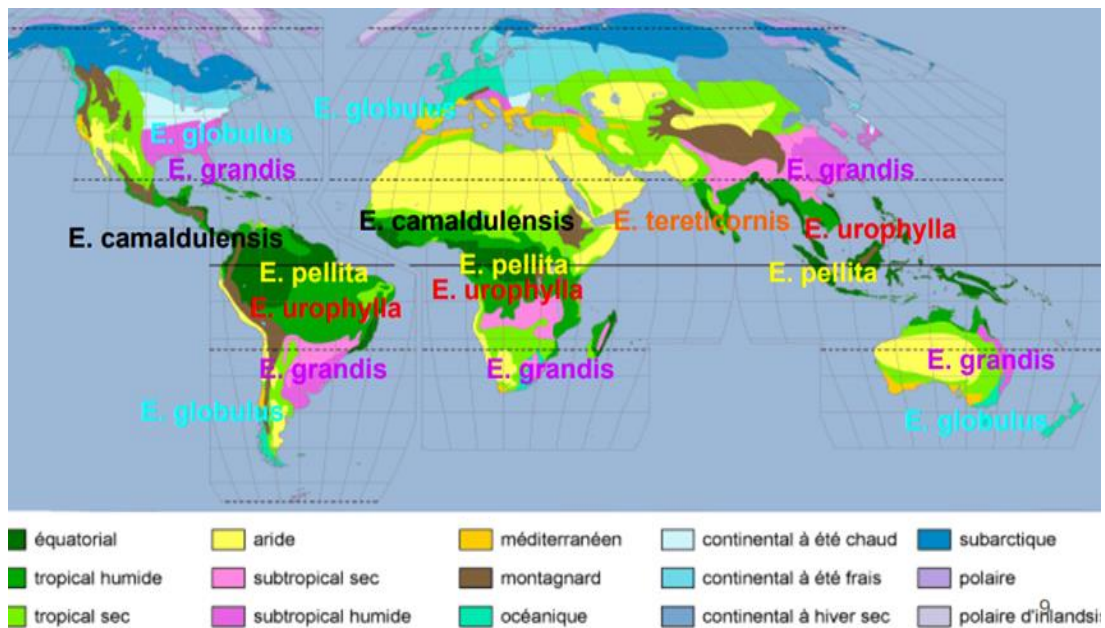 E. globulus
E. globulus
E. grandis
E. grandis
E. camaldulensis
E. camaldulensis
E. tereticornis
E. urophylla
E. pellita
E. pellita
E. pellita
E. urophylla
E. urophylla
E. grandis
E. grandis
E. grandis
E. globulus
E. globulus
équatorial
aride
méditerranéen
continental à été chaud
subarctique
tropical humide
subtropical sec
montagnard
continental à été frais
polaire
tropical sec
subtropical humide
océanique
continental à hiver sec
polaire d'inlandsis
9